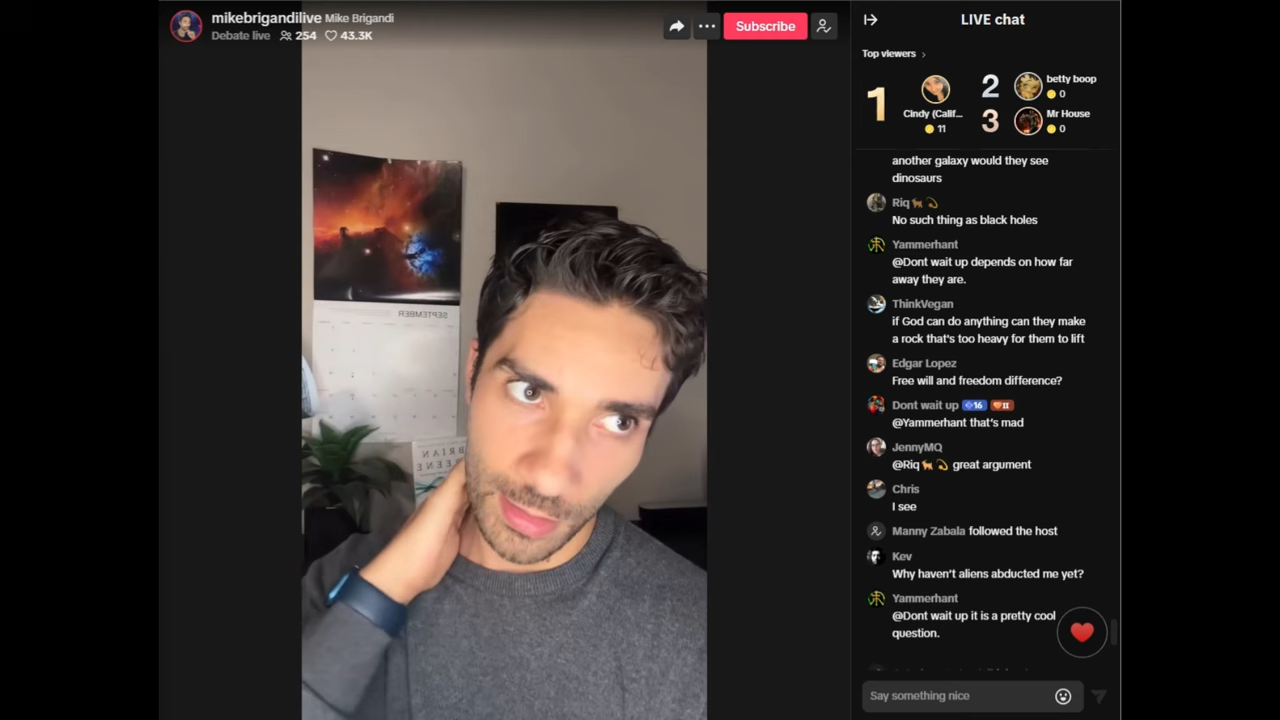 mikebrigandilive Mike Brigandi
Debate live 254 43.3K
Subscribe
LIVE chat
Top viewers
1
Cindy (Calif...
11
2
betty boop
0
3
Mr House
0
another galaxy would they see
dinosaurs
Riq
No such thing as black holes
Yammerhant
@Dont wait up depends on how far
away they are.
ThinkVegan
if God can do anything can they make
a rock that's too heavy for them to lift
Edgar Lopez
Free will and freedom difference?
Dont wait up 16 II
@Yammerhant that's mad
JennyMQ
@Riq great argument
Chris
I see
Manny Zabala followed the host
Kev
Why haven't aliens abducted me yet?
Yammerhant
@Dont wait up it is a pretty cool
question.
Say something nice
SEPTEMBER
BRIAN
GREENE